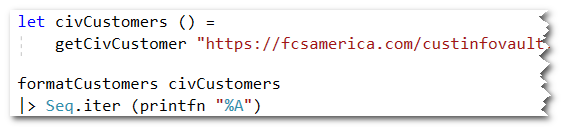 let civCustomers () =
getCivCustomer "https://fcsamerica.com/custinfovault
formatCustomers civCustomers
|> Seq.iter (printfn "%A")